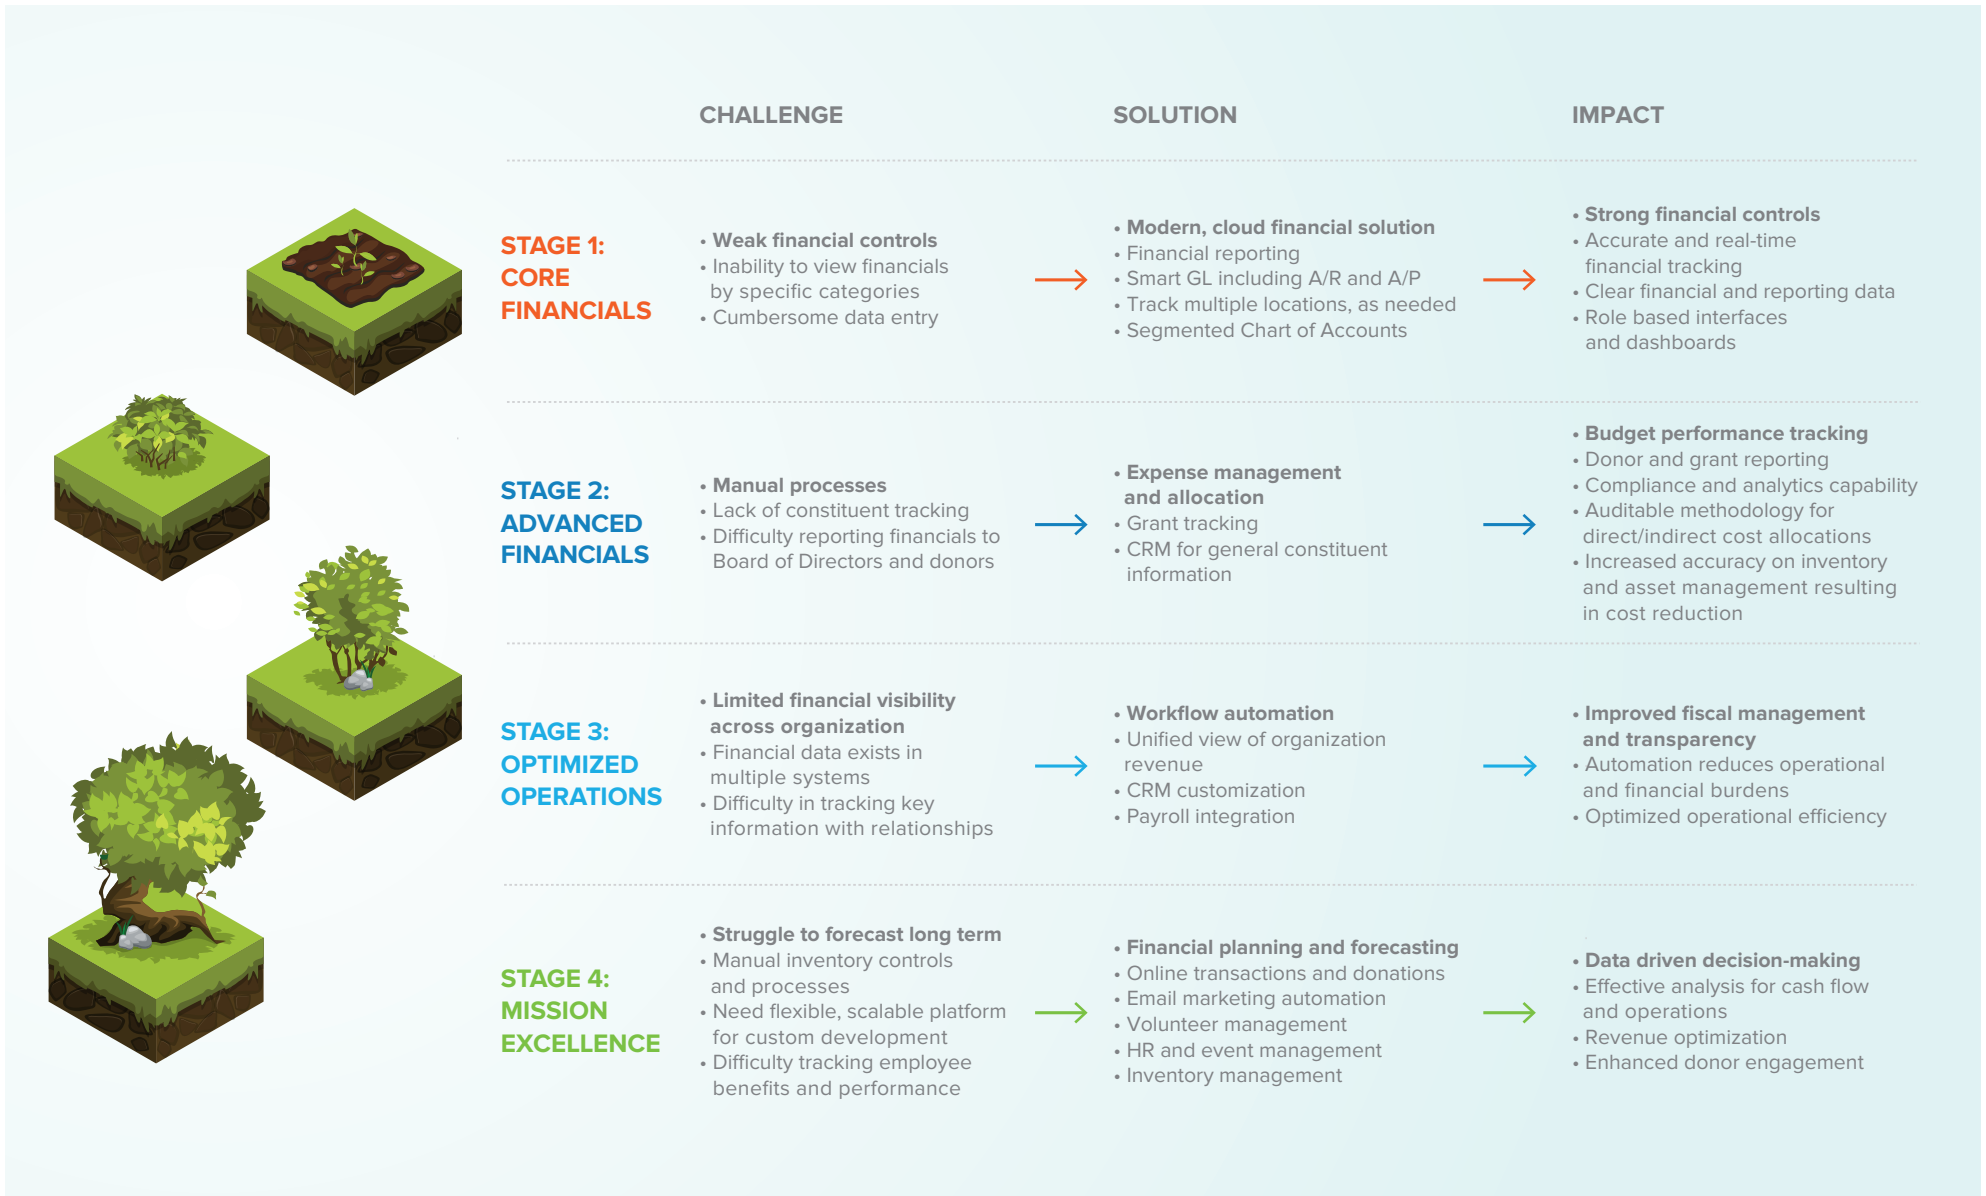 CHALLENGE
SOLUTION
IMPACT
STAGE 1:
CORE
FINANCIALS
• Weak financial controls
• Inability to view financials
by specific categories
• Cumbersome data entry
• Modern, cloud financial solution
• Financial reporting
• Smart GL including A/R and A/P
• Track multiple locations, as needed
• Segmented Chart of Accounts
• Strong financial controls
• Accurate and real-time
financial tracking
• Clear financial and reporting data
• Role based interfaces
and dashboards
STAGE 2:
ADVANCED
FINANCIALS
• Manual processes
• Lack of constituent tracking
• Difficulty reporting financials to
Board of Directors and donors
• Expense management
and allocation
• Grant tracking
• CRM for general constituent
information
• Budget performance tracking
• Donor and grant reporting
• Compliance and analytics capability
• Auditable methodology for
direct/indirect cost allocations
• Increased accuracy on inventory
and asset management resulting
in cost reduction
STAGE 3:
OPTIMIZED
OPERATIONS
• Limited financial visibility
across organization
• Financial data exists in
multiple systems
• Difficulty in tracking key
information with relationships
• Workflow automation
• Unified view of organization
revenue
• CRM customization
• Payroll integration
• Improved fiscal management
and transparency
• Automation reduces operational
and financial burdens
• Optimized operational efficiency
STAGE 4:
MISSION
EXCELLENCE
• Struggle to forecast long term
• Manual inventory controls
and processes
• Need flexible, scalable platform
for custom development
• Difficulty tracking employee
benefits and performance
• Financial planning and forecasting
• Online transactions and donations
• Email marketing automation
• Volunteer management
• HR and event management
• Inventory management
• Data driven decision-making
• Effective analysis for cash flow
and operations
• Revenue optimization
• Enhanced donor engagement